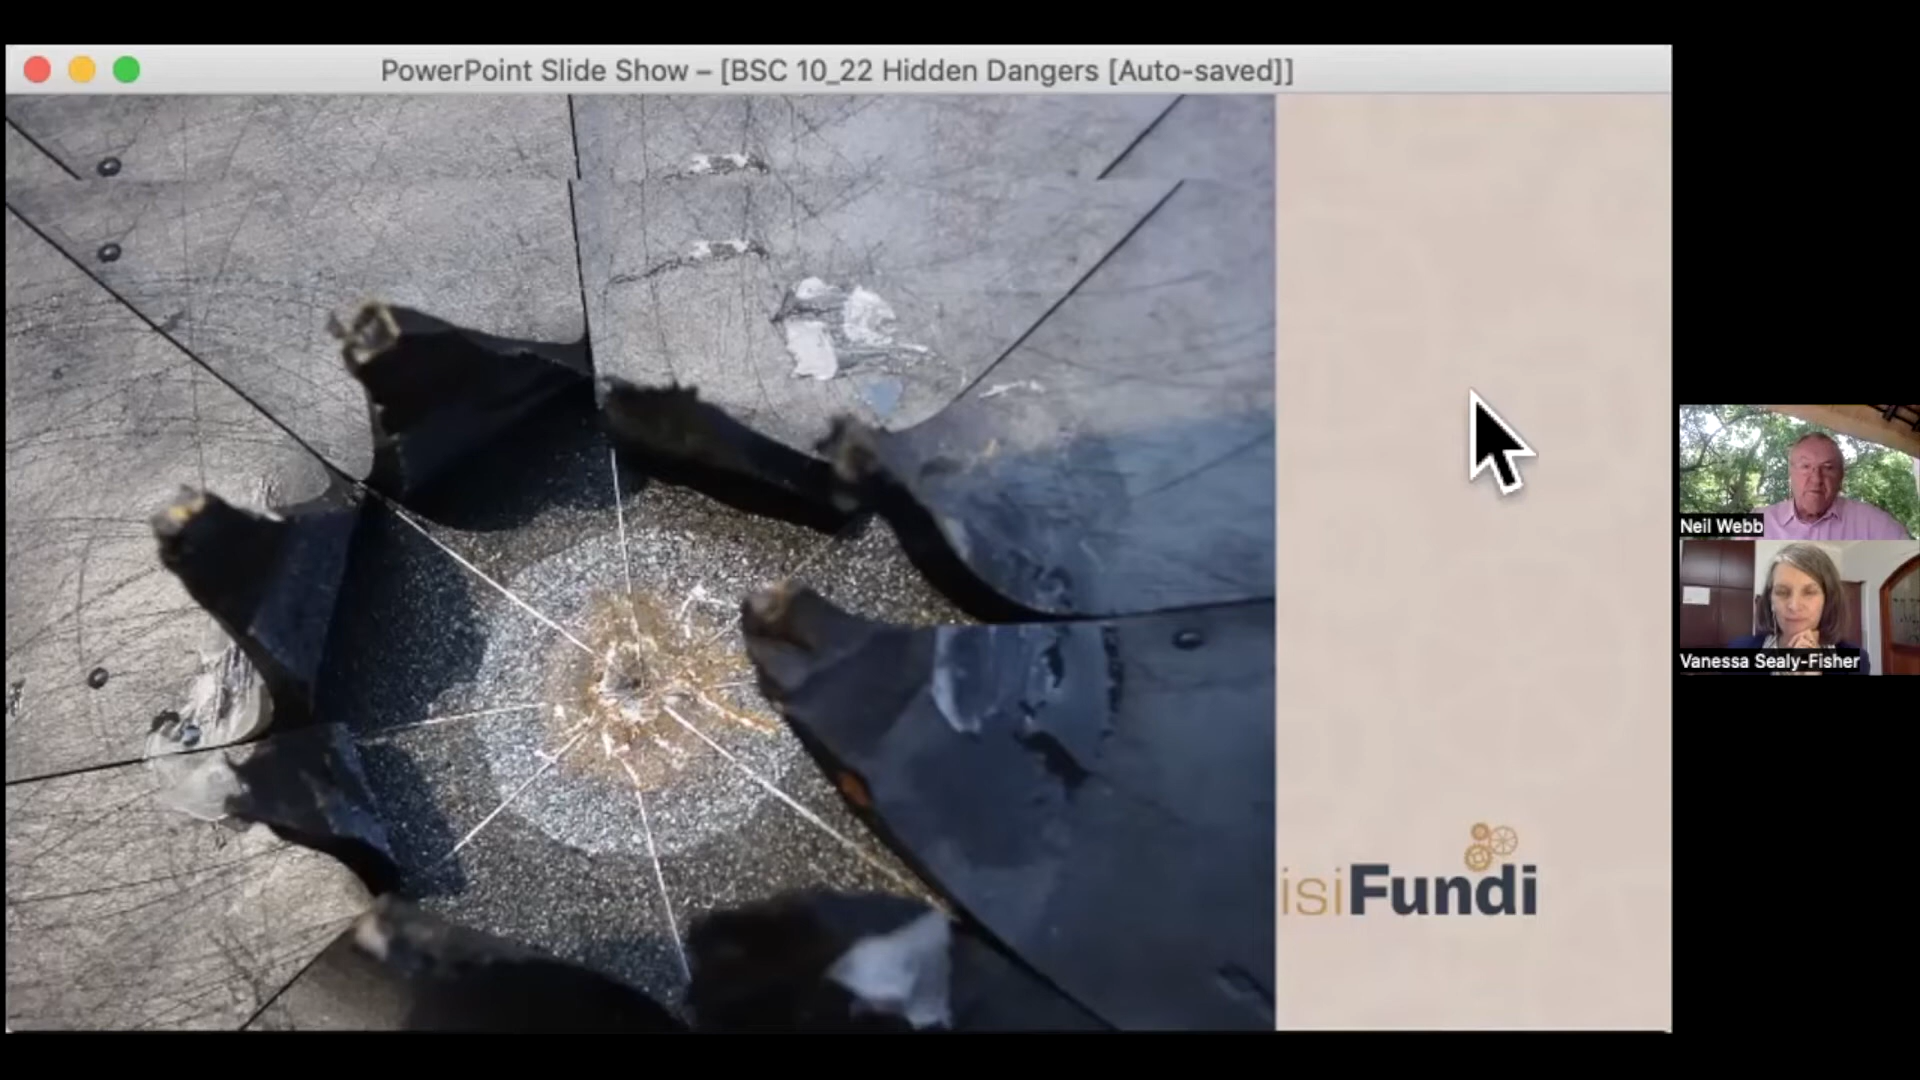 PowerPoint Slide Show – [BSC 10_22 Hidden Dangers [Auto-saved]]
Neil Webb
Vanessa Sealy-Fisher
isiFundi